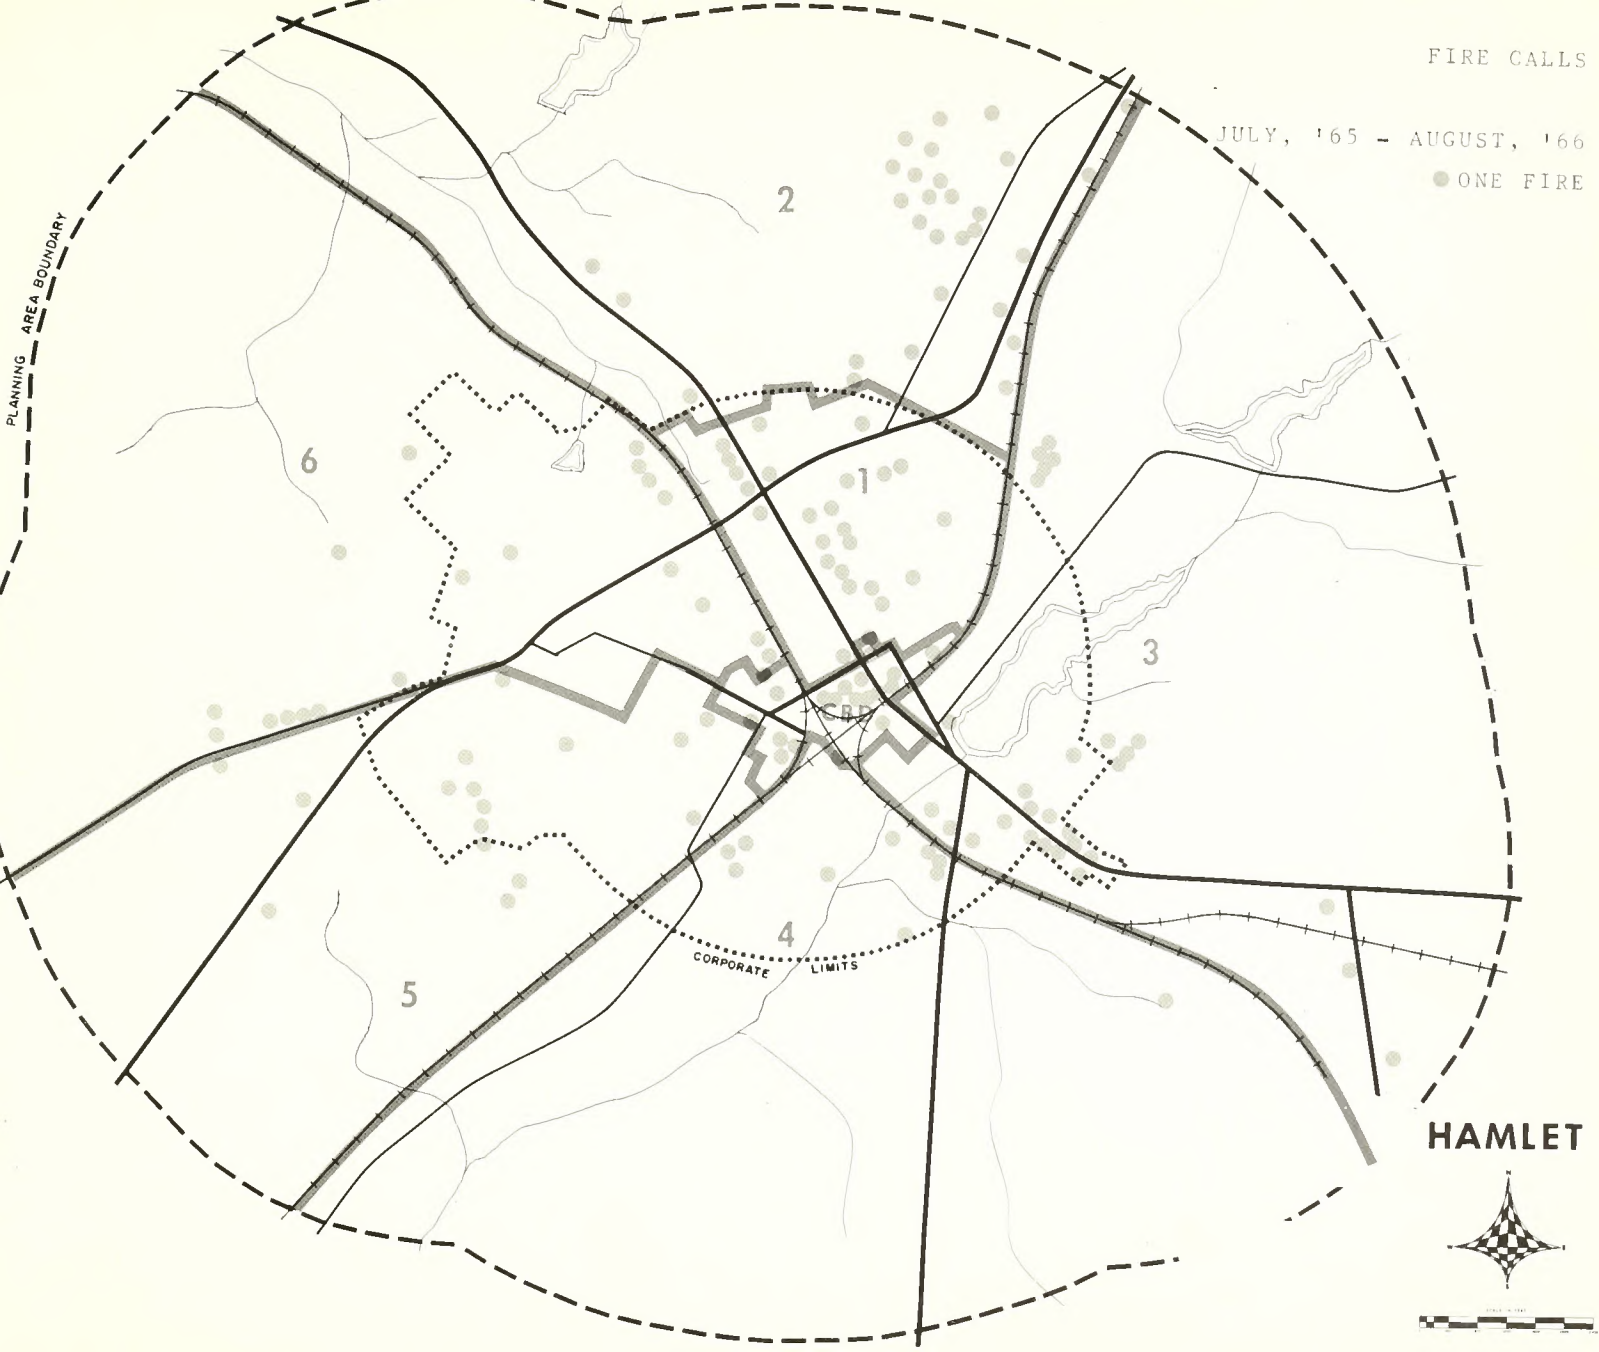 FIRE CALLS
JULY, '65 - AUGUST, '66
ONE FIRE
PLANNING AREA BOUNDARY
2
6
1
3
CBD
4
CORPORATE LIMITS
5
HAMLET